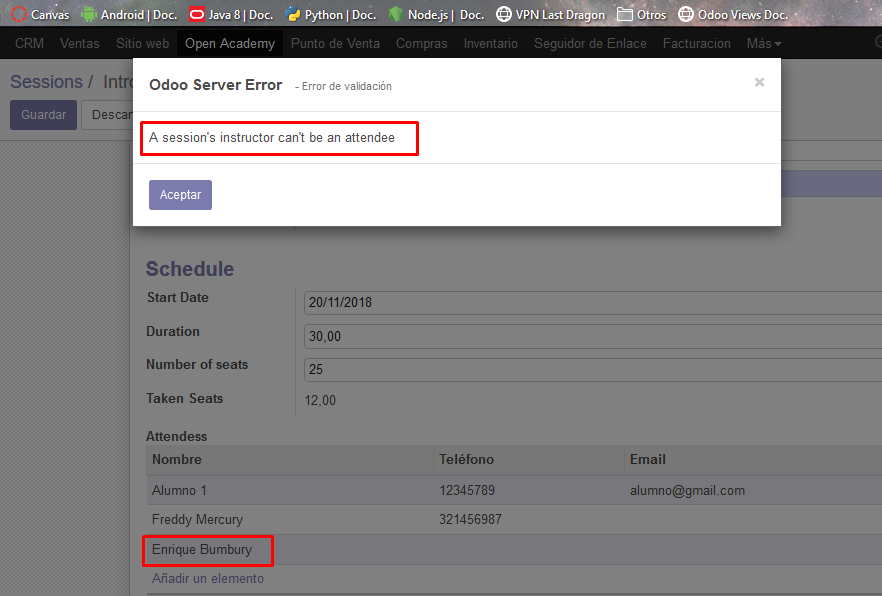 Canvas Android | Doc. Java 8 | Doc. Python | Doc. Node.js | Doc. VPN Last Dragon Otros Odoo Views Doc.
CRM Ventas Sitio web Open Academy Punto de Venta Compras Inventario Seguidor de Enlace Facturacion Más
Sessions / Intro
Guardar Descar
Odoo Server Error - Error de validación ×
A session's instructor can't be an attendee
Aceptar
Schedule
Start Date 20/11/2018
Duration 30,00
Number of seats 25
Taken Seats 12,00
Attendess
Nombre Teléfono Email
Alumno 1 12345789 alumno@gmail.com
Freddy Mercury 321456987
Enrique Bumbury
Añadir un elemento